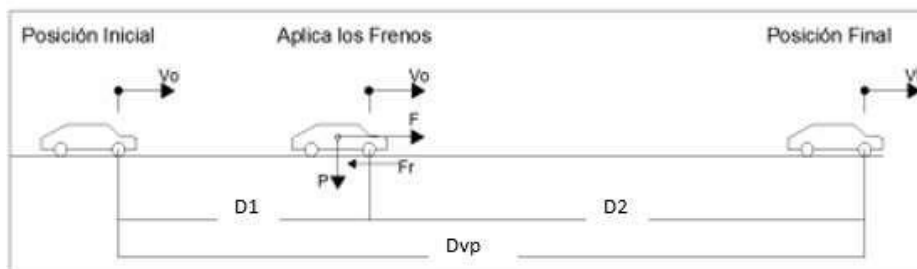 Posición Inicial
Aplica los Frenos
Posición Final
Vo
Vo
V
F
Fr
P
D1
D2
Dvp